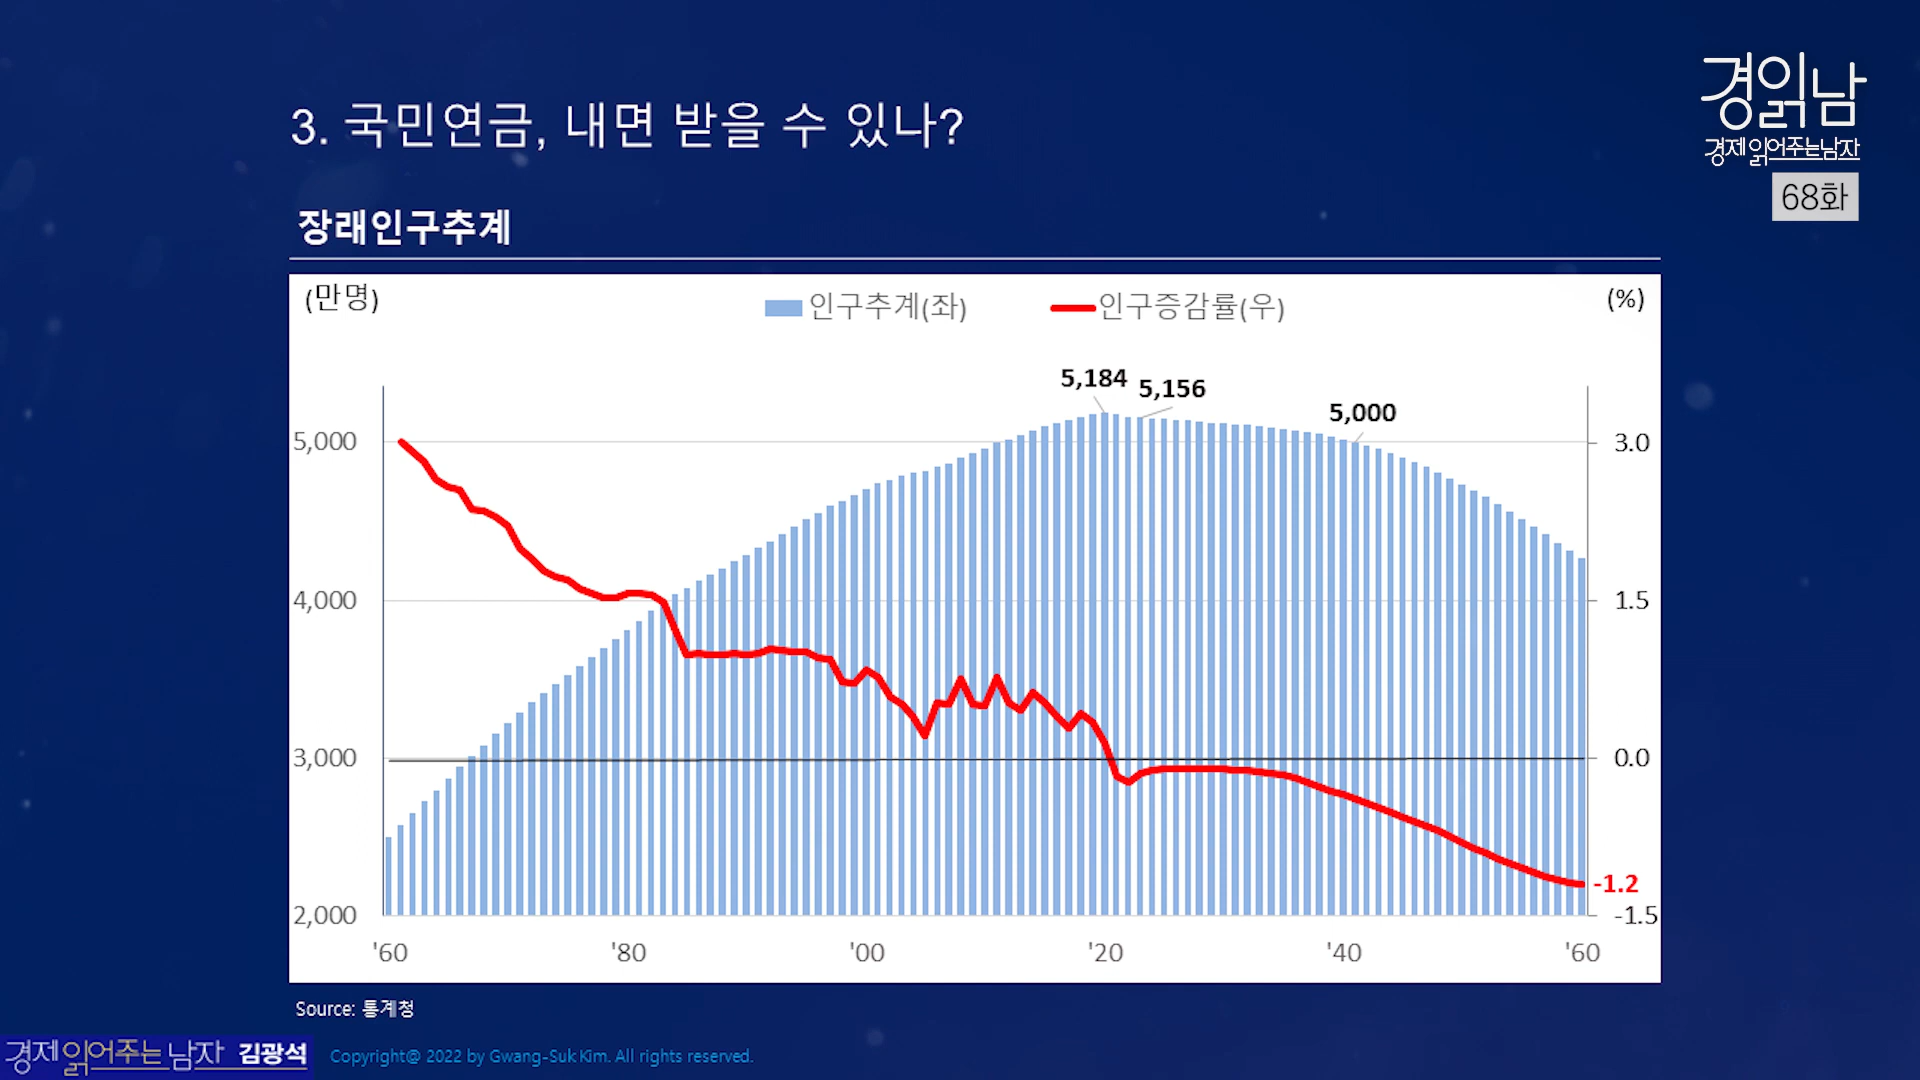 3. 국민연금, 내면 받을 수 있나?
경읽남
경제 읽어주는남자
68화
장래인구추계
(만명)
인구추계(좌)
인구증감률(우)
(%)
5,184
5,156
5,000
5,000
4,000
3,000
2,000
3.0
1.5
0.0
-1.2
-1.5
'60
'80
'00
'20
'40
'60
Source: 통계청
경제 읽어주는 남자 김광석
Copyright@ 2022 by Gwang-Suk Kim. All rights reserved.